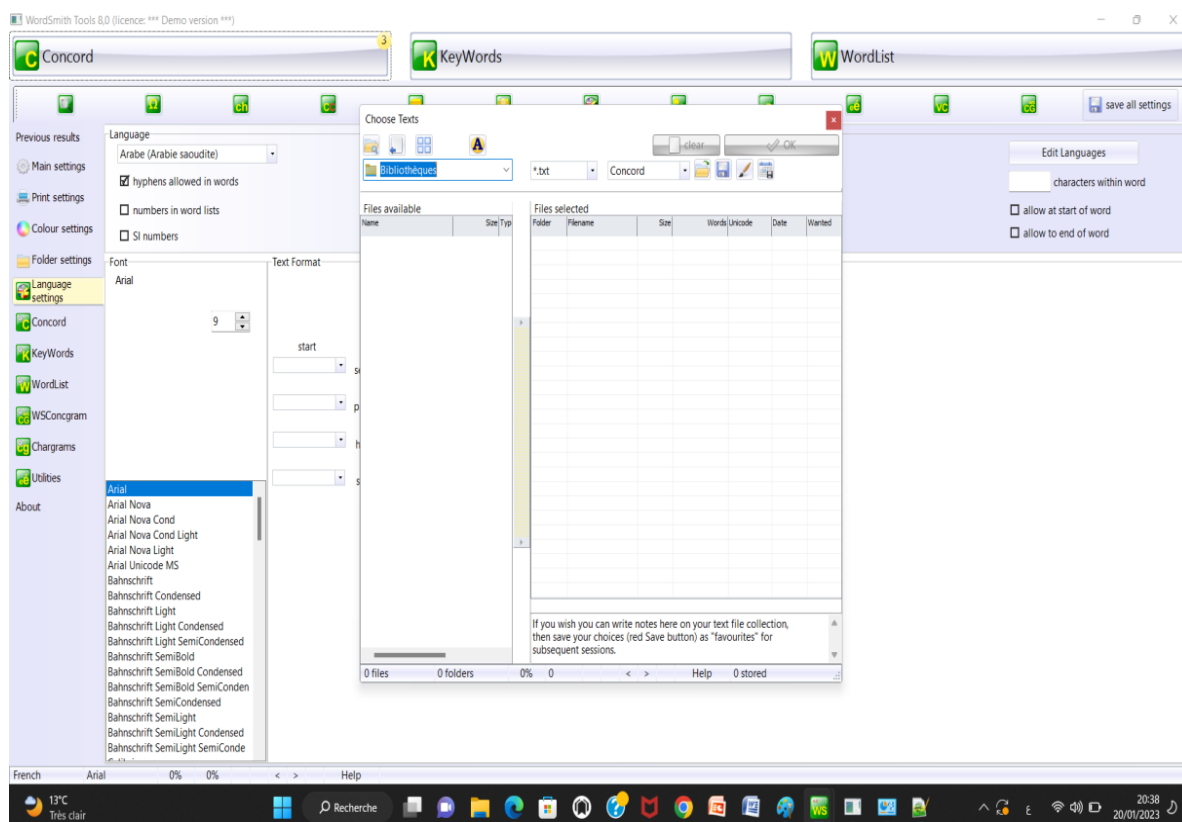 WordSmith Tools 8,0 (licence: *** Demo version ***)
Concord
3
KeyWords
WordList
save all settings
Previous results
Main settings
Print settings
Colour settings
Folder settings
Language
settings
Concord
KeyWords
WordList
WSConcgram
Chargrams
Utilities
About
Language
Arabe (Arabie saoudite)
hyphens allowed in words
numbers in word lists
SI numbers
Font
Arial
9
Text Format
start
Arial
Arial Nova
Arial Nova Cond
Arial Nova Cond Light
Arial Nova Light
Arial Unicode MS
Bahnschrift
Bahnschrift Condensed
Bahnschrift Light
Bahnschrift Light Condensed
Bahnschrift Light SemiCondensed
Bahnschrift SemiBold
Bahnschrift SemiBold Condensed
Bahnschrift SemiBold SemiConden
Bahnschrift SemiCondensed
Bahnschrift SemiLight
Bahnschrift SemiLight Condensed
Bahnschrift SemiLight SemiConde
Choose Texts
clear
OK
Bibliothèques
*.txt
Concord
Files available
Name Size Typ
Files selected
Folder Filename Size Words Unicode Date Wanted
If you wish you can write notes here on your text file collection,
then save your choices (red Save button) as "favourites" for
subsequent sessions.
0 files 0 folders 0% 0 < > Help 0 stored
Edit Languages
characters within word
allow at start of word
allow to end of word
French Arial 0% 0% < > Help
13°C
Très clair
Recherche
ع
20:38
20/01/2023